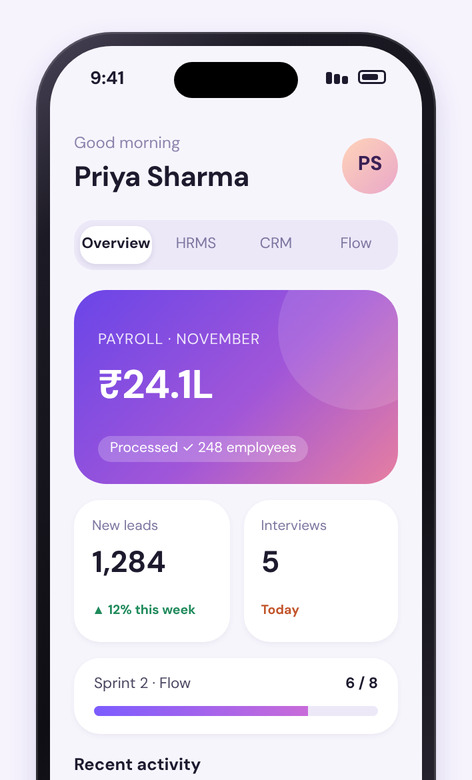 9:41
Good morning
Priya Sharma
PS
Overview HRMS CRM Flow
PAYROLL · NOVEMBER
₹24.1L
Processed ✓ 248 employees
New leads
1,284
▲ 12% this week
Interviews
5
Today
Sprint 2 · Flow 6 / 8
Recent activity